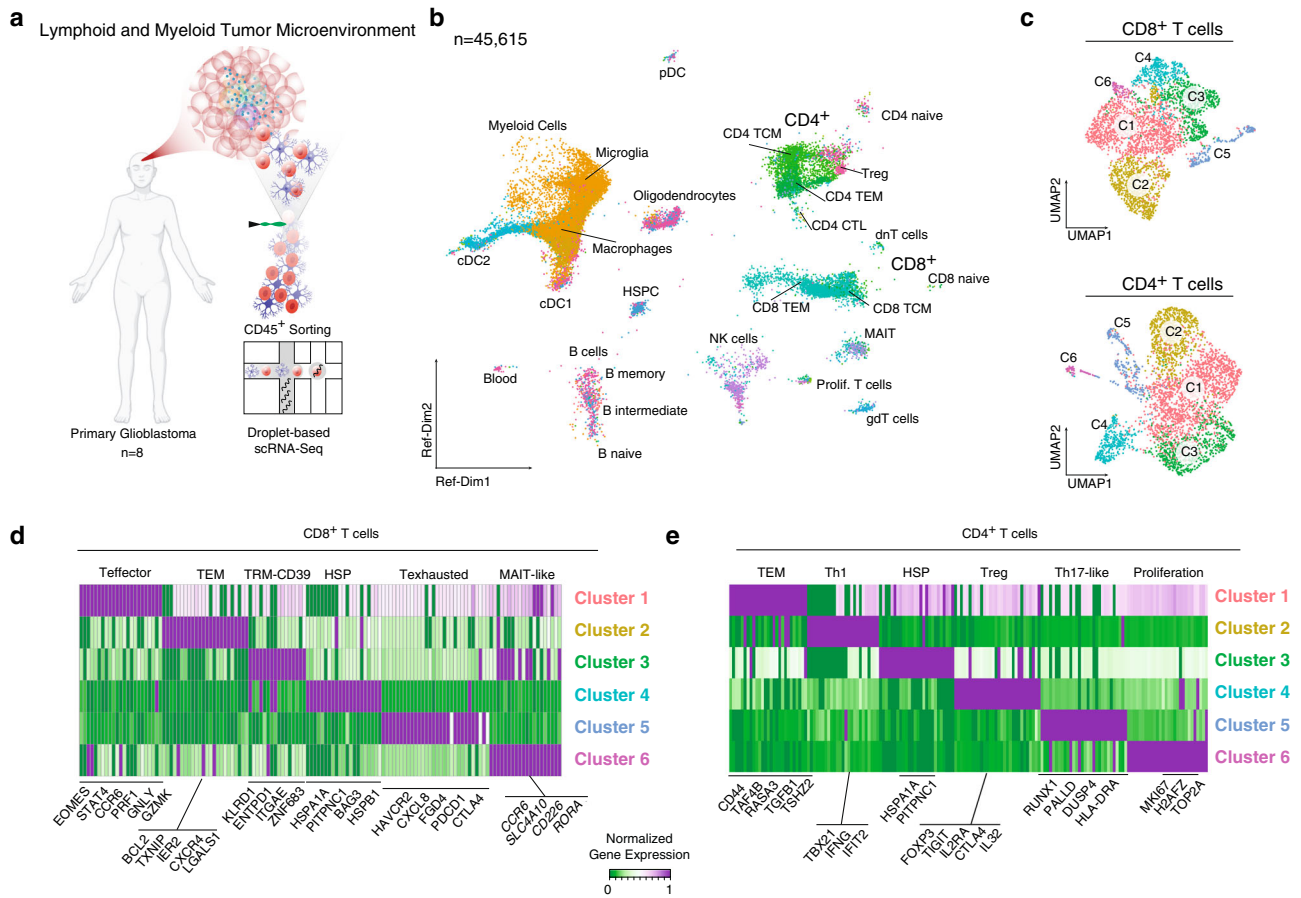 a
Lymphoid and Myeloid Tumor Microenvironment
CD45+ Sorting
Primary Glioblastoma
n=8
Droplet-based
scRNA-Seq
b
n=45,615
pDC
Myeloid Cells
Microglia
Oligodendrocytes
Macrophages
cDC2
cDC1
HSPC
CD4+
CD4 naive
CD4 TCM
Treg
CD4 TEM
CD4 CTL
dnT cells
CD8+
CD8 naive
CD8 TEM
CD8 TCM
MAIT
NK cells
Prolif. T cells
gdT cells
B cells
B memory
B intermediate
B naive
Blood
Ref-Dim2
Ref-Dim1
c
CD8+ T cells
C4
C6
C3
C1
C5
C2
UMAP2
UMAP1
CD4+ T cells
C5
C2
C6
C1
C4
C3
UMAP2
UMAP1
d
CD8+ T cells
Teffector
TEM
TRM-CD39
HSP
Texhausted
MAIT-like
Cluster 1
Cluster 2
Cluster 3
Cluster 4
Cluster 5
Cluster 6
EOMES
STAT4
CCR6
PRF1
GNLY
GZMK
BCL2
TXNIP
IER2
CXCR4
LGALS1
KLRD1
ENTPD1
ITGAE
ZNF683
HSPA1A
PITPNC1
BAG3
HSPB1
HAVCR2
CXCL8
FGD4
PDCD1
CTLA4
CCR6
SLC4A10
CD226
RORA
Normalized
Gene Expression
0 1
e
CD4+ T cells
TEM
Th1
HSP
Treg
Th17-like
Proliferation
Cluster 1
Cluster 2
Cluster 3
Cluster 4
Cluster 5
Cluster 6
CD44
TAF4B
RASA3
TGFB1
TSHZ2
TBX21
IFNG
IFIT2
HSPA1A
PITPNC1
FOXP3
TIGIT
IL2RA
CTLA4
IL32
RUNX1
PALLD
DUSP4
HLA-DRA
MKI67
H2AFZ
TOP2A